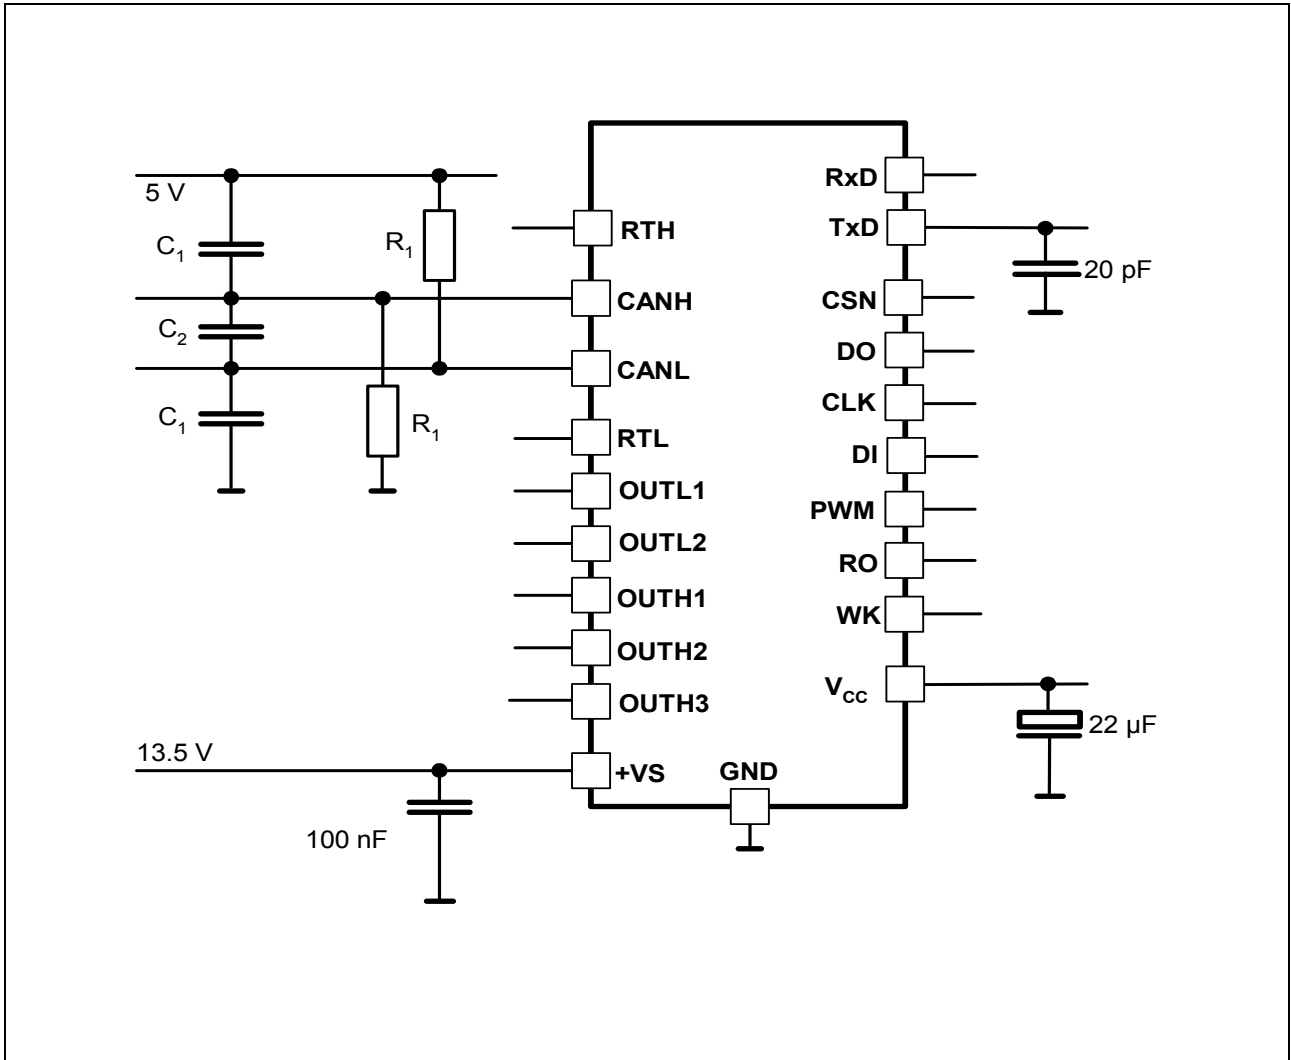 5 V
C1
R1
C2
C1
R1
13.5 V
100 nF
RTH
CANH
CANL
RTL
OUTL1
OUTL2
OUTH1
OUTH2
OUTH3
+VS
GND
RxD
TxD
CSN
DO
CLK
DI
PWM
RO
WK
VCC
20 pF
22 µF